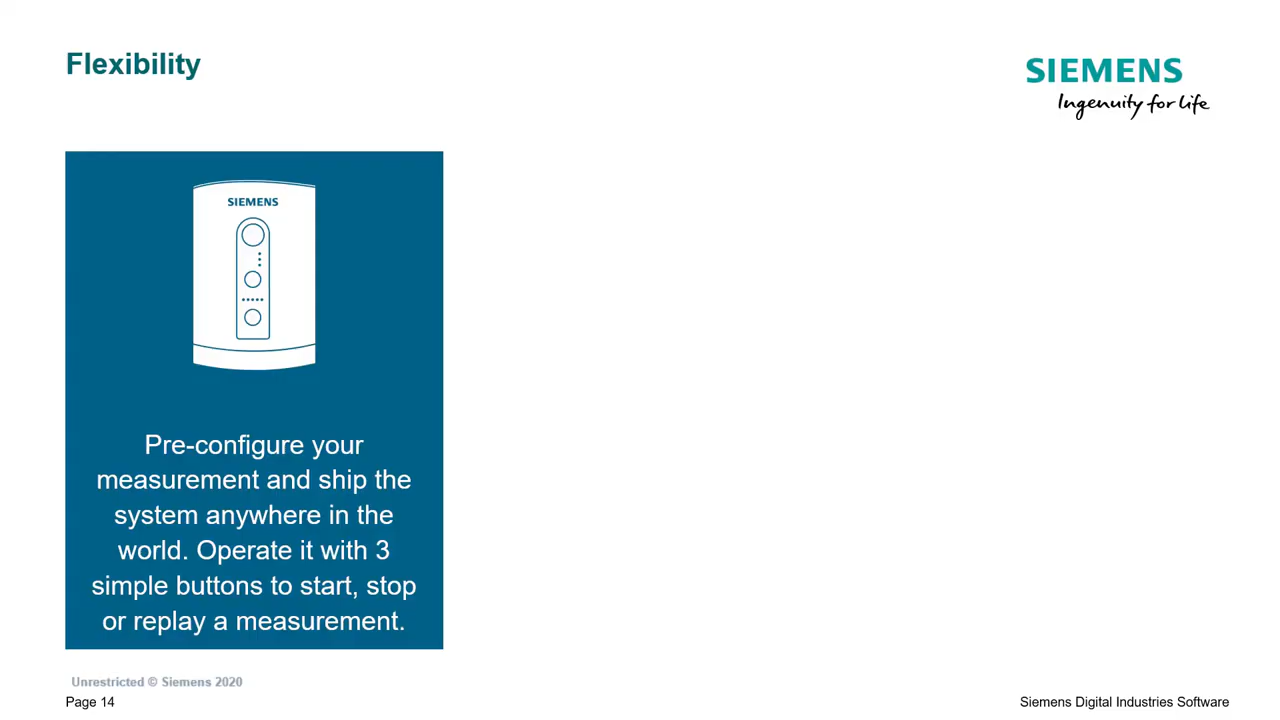 Flexibility
SIEMENS
Ingenuity for life
SIEMENS
Pre-configure your
measurement and ship the
system anywhere in the
world. Operate it with 3
simple buttons to start, stop
or replay a measurement.
Unrestricted © Siemens 2020
Page 14
Siemens Digital Industries Software